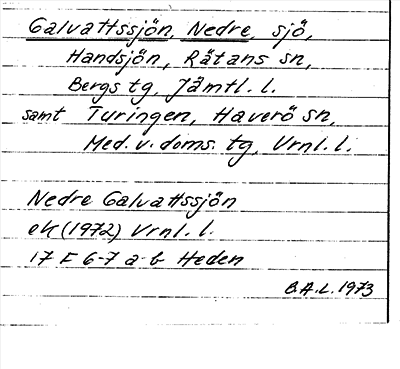 Galvattssjön, Nedre, sjö,
Handsjön, Rätans sn,
Bergs tg, Jämtl. l.
samt Turingen, Haverö sn,
Med. v. doms. tg, Vrnl. l.
Nedre Galvattssjön
ek (1972) Vrnl. l.
17 E 6-7 a-b Heden
B.A.L. 1973